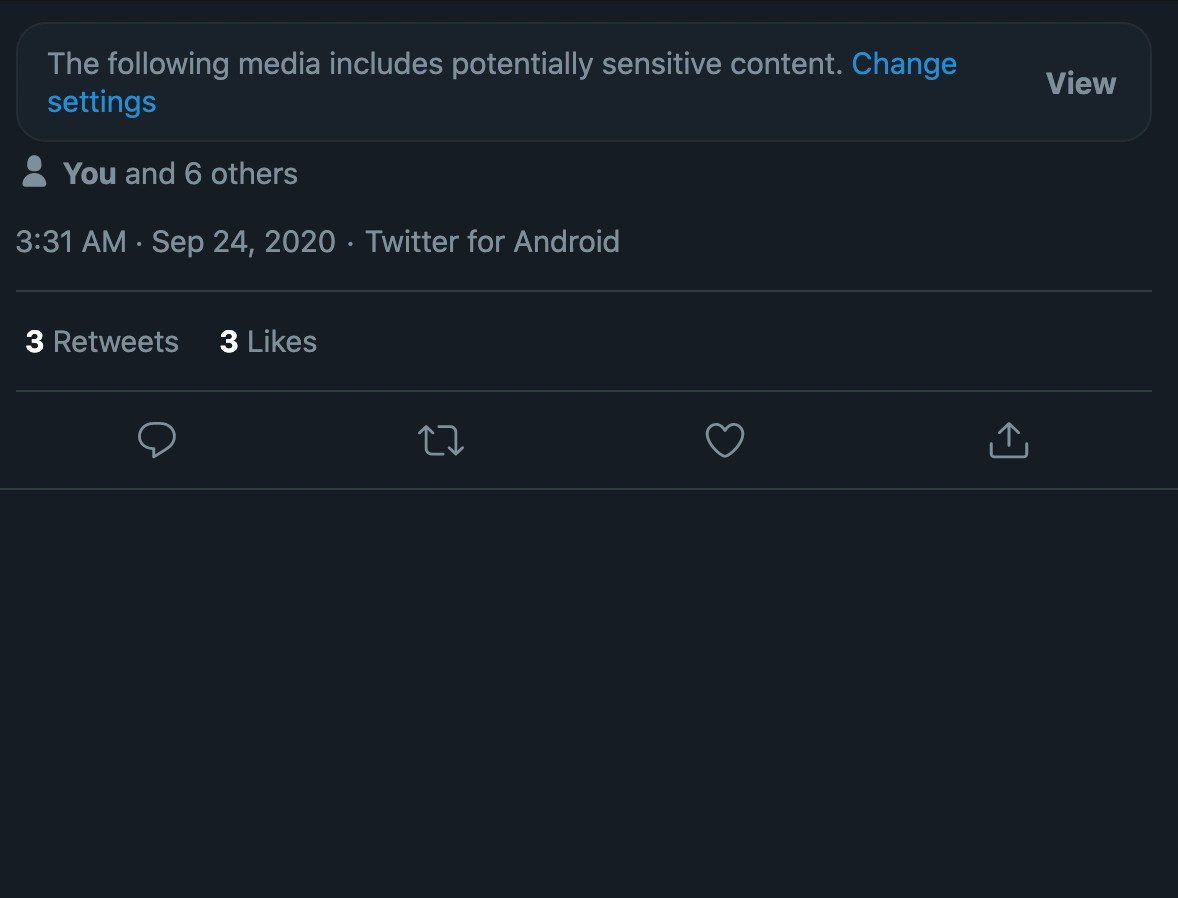 The following media includes potentially sensitive content. Change
settings
View
You and 6 others
3:31 AM · Sep 24, 2020 · Twitter for Android
3 Retweets 3 Likes